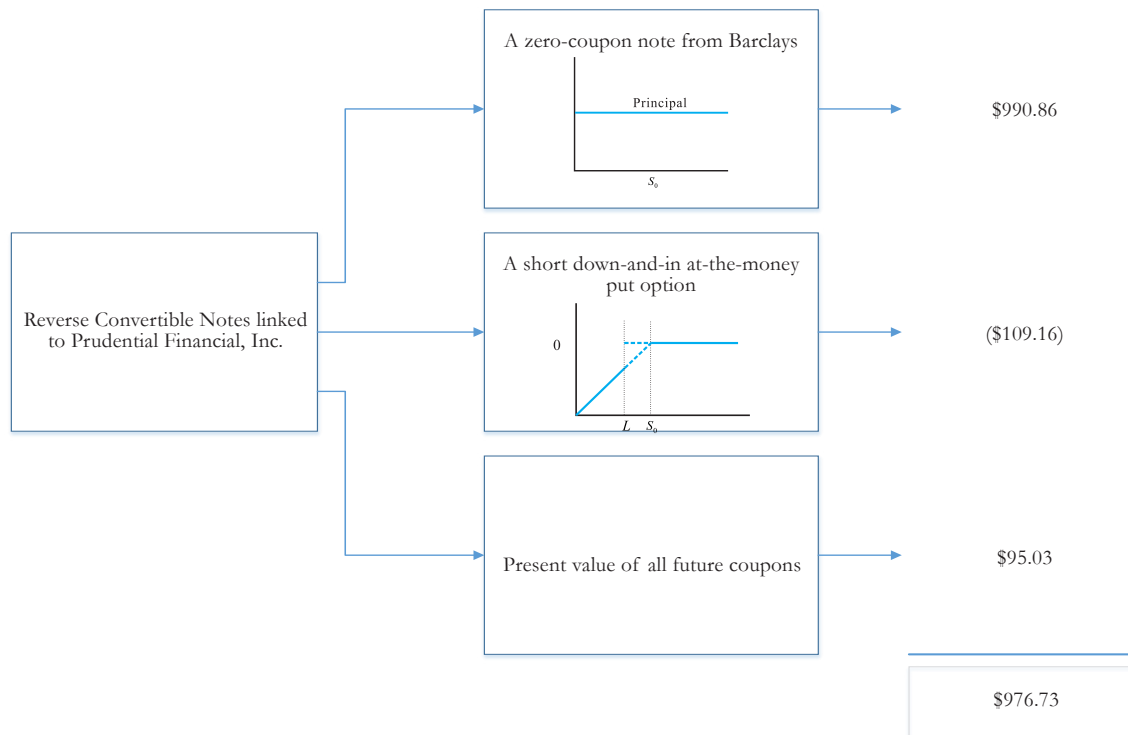 A zero-coupon note from Barclays
Principal
S₀
$990.86
Reverse Convertible Notes linked
to Prudential Financial, Inc.
A short down-and-in at-the-money
put option
0
L S₀
($109.16)
Present value of all future coupons
$95.03
$976.73